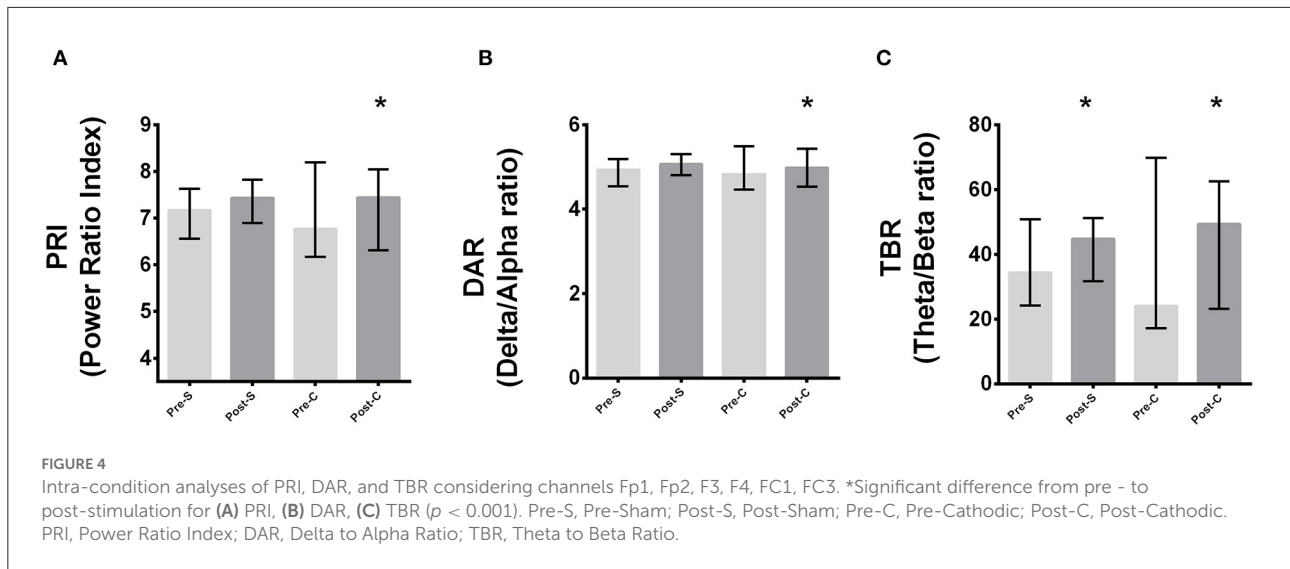 A
B
C
*
*
*
*
PRI
(Power Ratio Index)
9
8
7
6
5
4
Pre-S
Post-S
Pre-C
Post-C
DAR
(Delta/Alpha ratio)
6
4
2
0
Pre-S
Post-S
Pre-C
Post-C
TBR
(Theta/Beta ratio)
80
60
40
20
0
Pre-S
Post-S
Pre-C
Post-C
FIGURE 4
Intra-condition analyses of PRI, DAR, and TBR considering channels Fp1, Fp2, F3, F4, FC1, FC3. *Significant difference from pre - to
post-stimulation for (A) PRI, (B) DAR, (C) TBR (p < 0.001). Pre-S, Pre-Sham; Post-S, Post-Sham; Pre-C, Pre-Cathodic; Post-C, Post-Cathodic.
PRI, Power Ratio Index; DAR, Delta to Alpha Ratio; TBR, Theta to Beta Ratio.